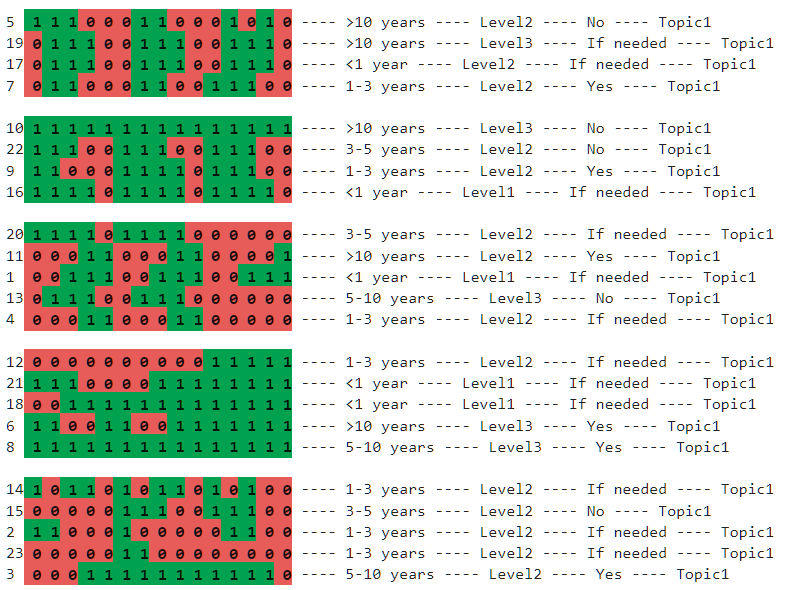 5 1 1 1 0 0 0 1 1 0 0 0 1 0 1 0 ---- >10 years ---- Level2 ---- No ---- Topic1
19 0 1 1 1 0 0 1 1 1 0 0 1 1 1 0 ---- >10 years ---- Level3 ---- If needed ---- Topic1
17 0 1 1 1 0 0 1 1 1 0 0 1 1 1 0 ---- <1 year ---- Level2 ---- If needed ---- Topic1
7 0 1 1 0 0 0 1 1 0 0 1 1 1 0 0 ---- 1-3 years ---- Level2 ---- Yes ---- Topic1
10 1 1 1 1 1 1 1 1 1 1 1 1 1 1 1 ---- >10 years ---- Level3 ---- No ---- Topic1
22 1 1 1 0 0 1 1 1 0 0 1 1 1 0 0 ---- 3-5 years ---- Level2 ---- No ---- Topic1
9 1 1 0 0 0 1 1 1 1 0 1 1 1 0 0 ---- 1-3 years ---- Level2 ---- Yes ---- Topic1
16 1 1 1 1 0 1 1 1 1 0 1 1 1 1 0 ---- <1 year ---- Level1 ---- If needed ---- Topic1
20 1 1 1 1 0 1 1 1 1 0 0 0 0 0 0 ---- 3-5 years ---- Level2 ---- If needed ---- Topic1
11 0 0 0 1 1 0 0 0 1 1 0 0 0 0 1 ---- >10 years ---- Level2 ---- Yes ---- Topic1
1 0 0 1 1 1 0 0 1 1 1 0 0 1 1 1 ---- <1 year ---- Level1 ---- If needed ---- Topic1
13 0 1 1 1 0 0 1 1 1 0 0 0 0 0 0 ---- 5-10 years ---- Level3 ---- No ---- Topic1
4 0 0 0 1 1 0 0 0 1 1 0 0 0 0 0 ---- 1-3 years ---- Level2 ---- If needed ---- Topic1
12 0 0 0 0 0 0 0 0 0 0 1 1 1 1 1 ---- 1-3 years ---- Level2 ---- If needed ---- Topic1
21 1 1 1 0 0 0 0 1 1 1 1 1 1 1 1 ---- <1 year ---- Level1 ---- If needed ---- Topic1
18 0 0 1 1 1 1 1 1 1 1 1 1 1 1 1 ---- <1 year ---- Level1 ---- If needed ---- Topic1
6 1 1 0 0 1 1 0 0 1 1 1 1 1 1 1 ---- >10 years ---- Level3 ---- Yes ---- Topic1
8 1 1 1 1 1 1 1 1 1 1 1 1 1 1 1 ---- 5-10 years ---- Level3 ---- Yes ---- Topic1
14 1 0 1 1 0 1 0 1 1 0 1 0 1 0 0 ---- 1-3 years ---- Level2 ---- If needed ---- Topic1
15 0 0 0 0 0 1 1 1 0 0 1 1 1 0 0 ---- 3-5 years ---- Level2 ---- No ---- Topic1
2 1 1 0 0 0 1 0 0 0 0 0 1 1 0 0 ---- 1-3 years ---- Level2 ---- If needed ---- Topic1
23 0 0 0 0 0 1 1 0 0 0 0 0 0 0 0 ---- 1-3 years ---- Level2 ---- If needed ---- Topic1
3 0 0 0 1 1 1 1 1 1 1 1 1 1 1 0 ---- 5-10 years ---- Level2 ---- Yes ---- Topic1